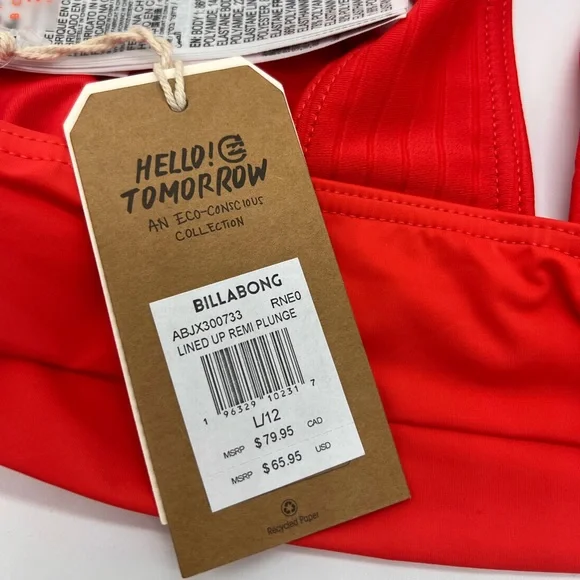 HELLO!
TOMORROW
AN ECO-CONSCIOUS
COLLECTION
BILLABONG
ABJX300733 RNE0
LINED UP REMI PLUNGE
1 96329 10231 7
L/12
MSRP $79.95 CAD
MSRP $65.95 USD
Recycled Paper